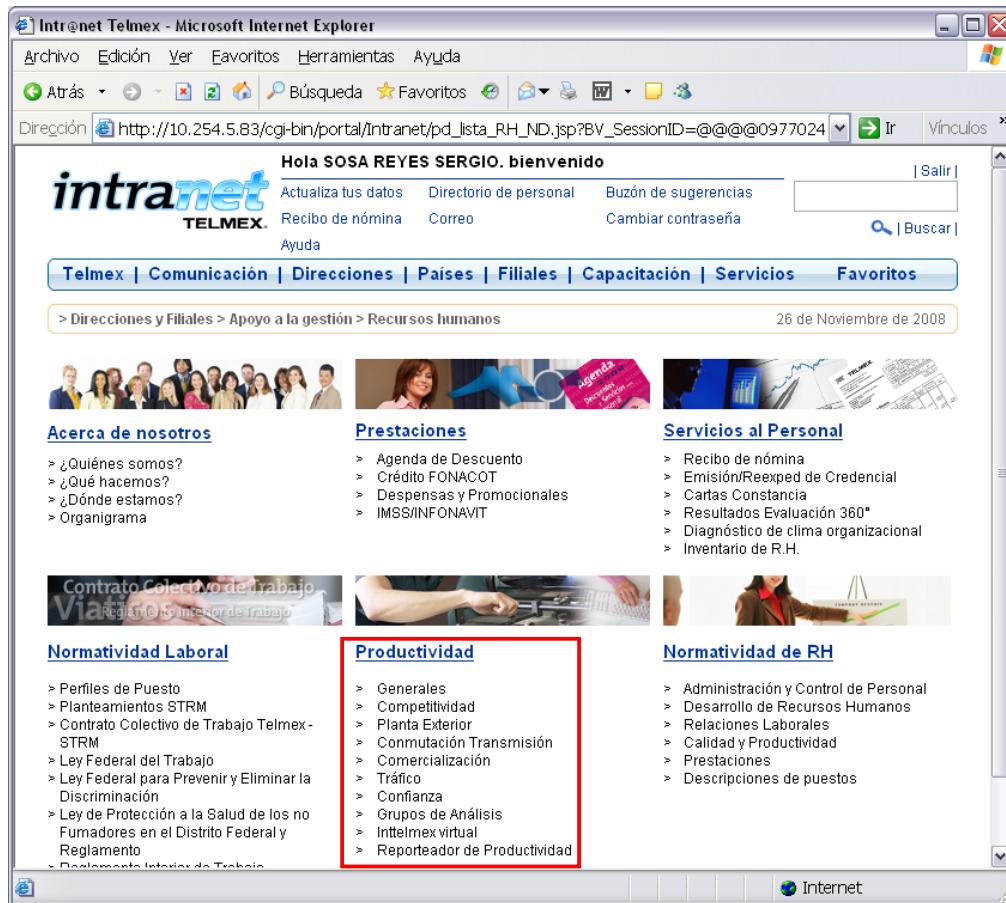 Intr@net Telmex - Microsoft Internet Explorer
Archivo Edición Ver Favoritos Herramientas Ayuda
Atrás Búsqueda Favoritos
Dirección http://10.254.5.83/cgi-bin/portal/Intranet/pd_lista_RH_ND.jsp?BV_SessionID=@@@@0977024 Ir Vínculos »
intranet
TELMEX.
Hola SOSA REYES SERGIO. bienvenido
| Salir |
Actualiza tus datos Directorio de personal Buzón de sugerencias
Recibo de nómina Correo Cambiar contraseña
| Buscar |
Ayuda
Telmex | Comunicación | Direcciones | Países | Filiales | Capacitación | Servicios Favoritos
> Direcciones y Filiales > Apoyo a la gestión > Recursos humanos 26 de Noviembre de 2008
Agenda
Descuentos
y Servicios
TELMEX
Acerca de nosotros
> ¿Quiénes somos?
> ¿Qué hacemos?
> ¿Dónde estamos?
> Organigrama
Prestaciones
> Agenda de Descuento
> Crédito FONACOT
> Despensas y Promocionales
> IMSS/INFONAVIT
Servicios al Personal
> Recibo de nómina
> Emisión/Reexped de Credencial
> Cartas Constancia
> Resultados Evaluación 360°
> Diagnóstico de clima organizacional
> Inventario de R.H.
Contrato Colectivo de Trabajo
Viatic
Reglamento Interior de Trabajo
Normatividad Laboral
> Perfiles de Puesto
> Planteamientos STRM
> Contrato Colectivo de Trabajo Telmex -
STRM
> Ley Federal del Trabajo
> Ley Federal para Prevenir y Eliminar la
Discriminación
> Ley de Protección a la Salud de los no
Fumadores en el Distrito Federal y
Reglamento
> Reglamento Interior de Trabajo
Productividad
> Generales
> Competitividad
> Planta Exterior
> Conmutación Transmisión
> Comercialización
> Tráfico
> Confianza
> Grupos de Análisis
> Inttelmex virtual
> Reporteador de Productividad
Normatividad de RH
> Administración y Control de Personal
> Desarrollo de Recursos Humanos
> Relaciones Laborales
> Calidad y Productividad
> Prestaciones
> Descripciones de puestos
Internet